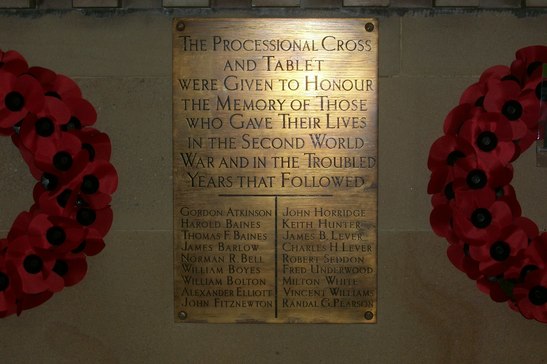 THE PROCESSIONAL CROSS
AND TABLET
WERE GIVEN TO HONOUR
THE MEMORY OF THOSE
WHO GAVE THEIR LIVES
IN THE SECOND WORLD
WAR AND IN THE TROUBLED
YEARS THAT FOLLOWED
GORDON ATKINSON
HAROLD BAINES
THOMAS F. BAINES
JAMES BARLOW
NORMAN R. BELL
WILLIAM BOYES
WILLIAM BOLTON
ALEXANDER ELLIOTT
JOHN FITZNEWTON
JOHN HORRIDGE
KEITH HUNTER
JAMES B. LEVER
CHARLES H. LEVER
ROBERT SEDDON
FRED UNDERWOOD
MILTON WHITE
VINCENT WILLIAMS
RANDAL G. PEARSON